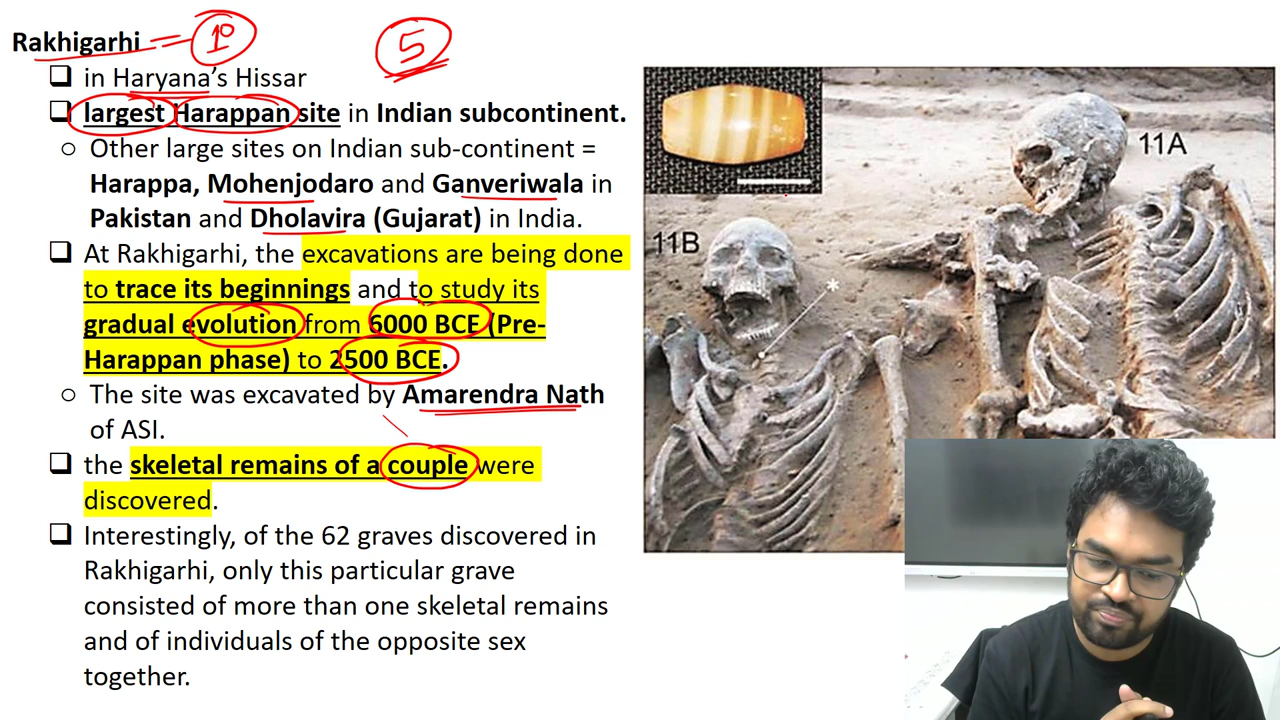 Rakhigarhi = 1°
5
❑ in Haryana's Hissar
❑ largest Harappan site in Indian subcontinent.
○ Other large sites on Indian sub-continent =
Harappa, Mohenjodaro and Ganveriwala in
Pakistan and Dholavira (Gujarat) in India.
❑ At Rakhigarhi, the excavations are being done
to trace its beginnings and to study its
gradual evolution from 6000 BCE (Pre-
Harappan phase) to 2500 BCE.
○ The site was excavated by Amarendra Nath
of ASI.
❑ the skeletal remains of a couple were
discovered.
❑ Interestingly, of the 62 graves discovered in
Rakhigarhi, only this particular grave
consisted of more than one skeletal remains
and of individuals of the opposite sex
together.
11A
11B
*